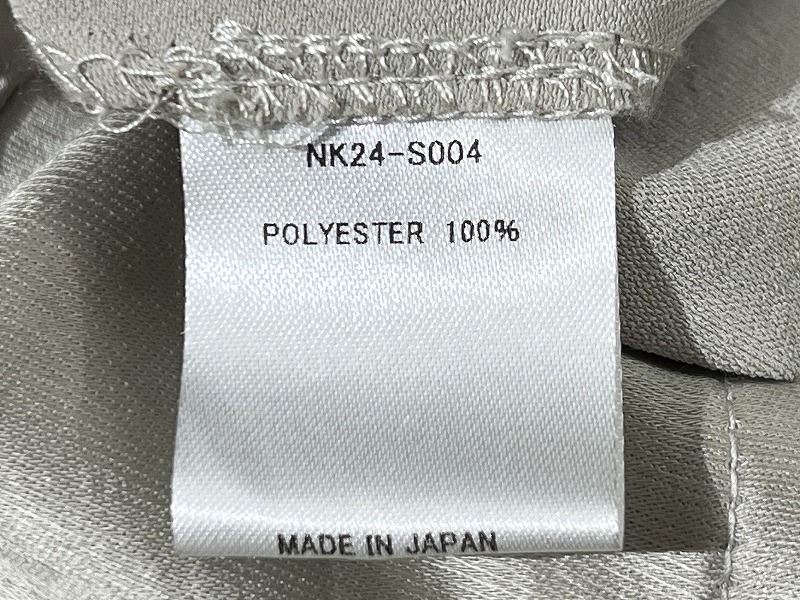 NK24-S004
POLYESTER 100%
MADE IN JAPAN